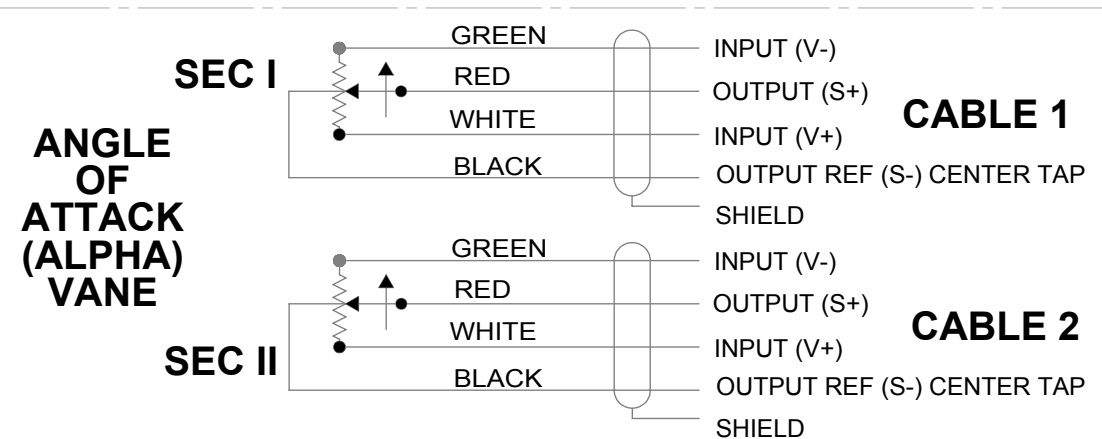 GREEN
INPUT (V-)
SEC I
RED
OUTPUT (S+)
CABLE 1
WHITE
INPUT (V+)
BLACK
OUTPUT REF (S-) CENTER TAP
SHIELD
ANGLE
OF
ATTACK
(ALPHA)
VANE
GREEN
INPUT (V-)
RED
OUTPUT (S+)
CABLE 2
WHITE
INPUT (V+)
SEC II
BLACK
OUTPUT REF (S-) CENTER TAP
SHIELD